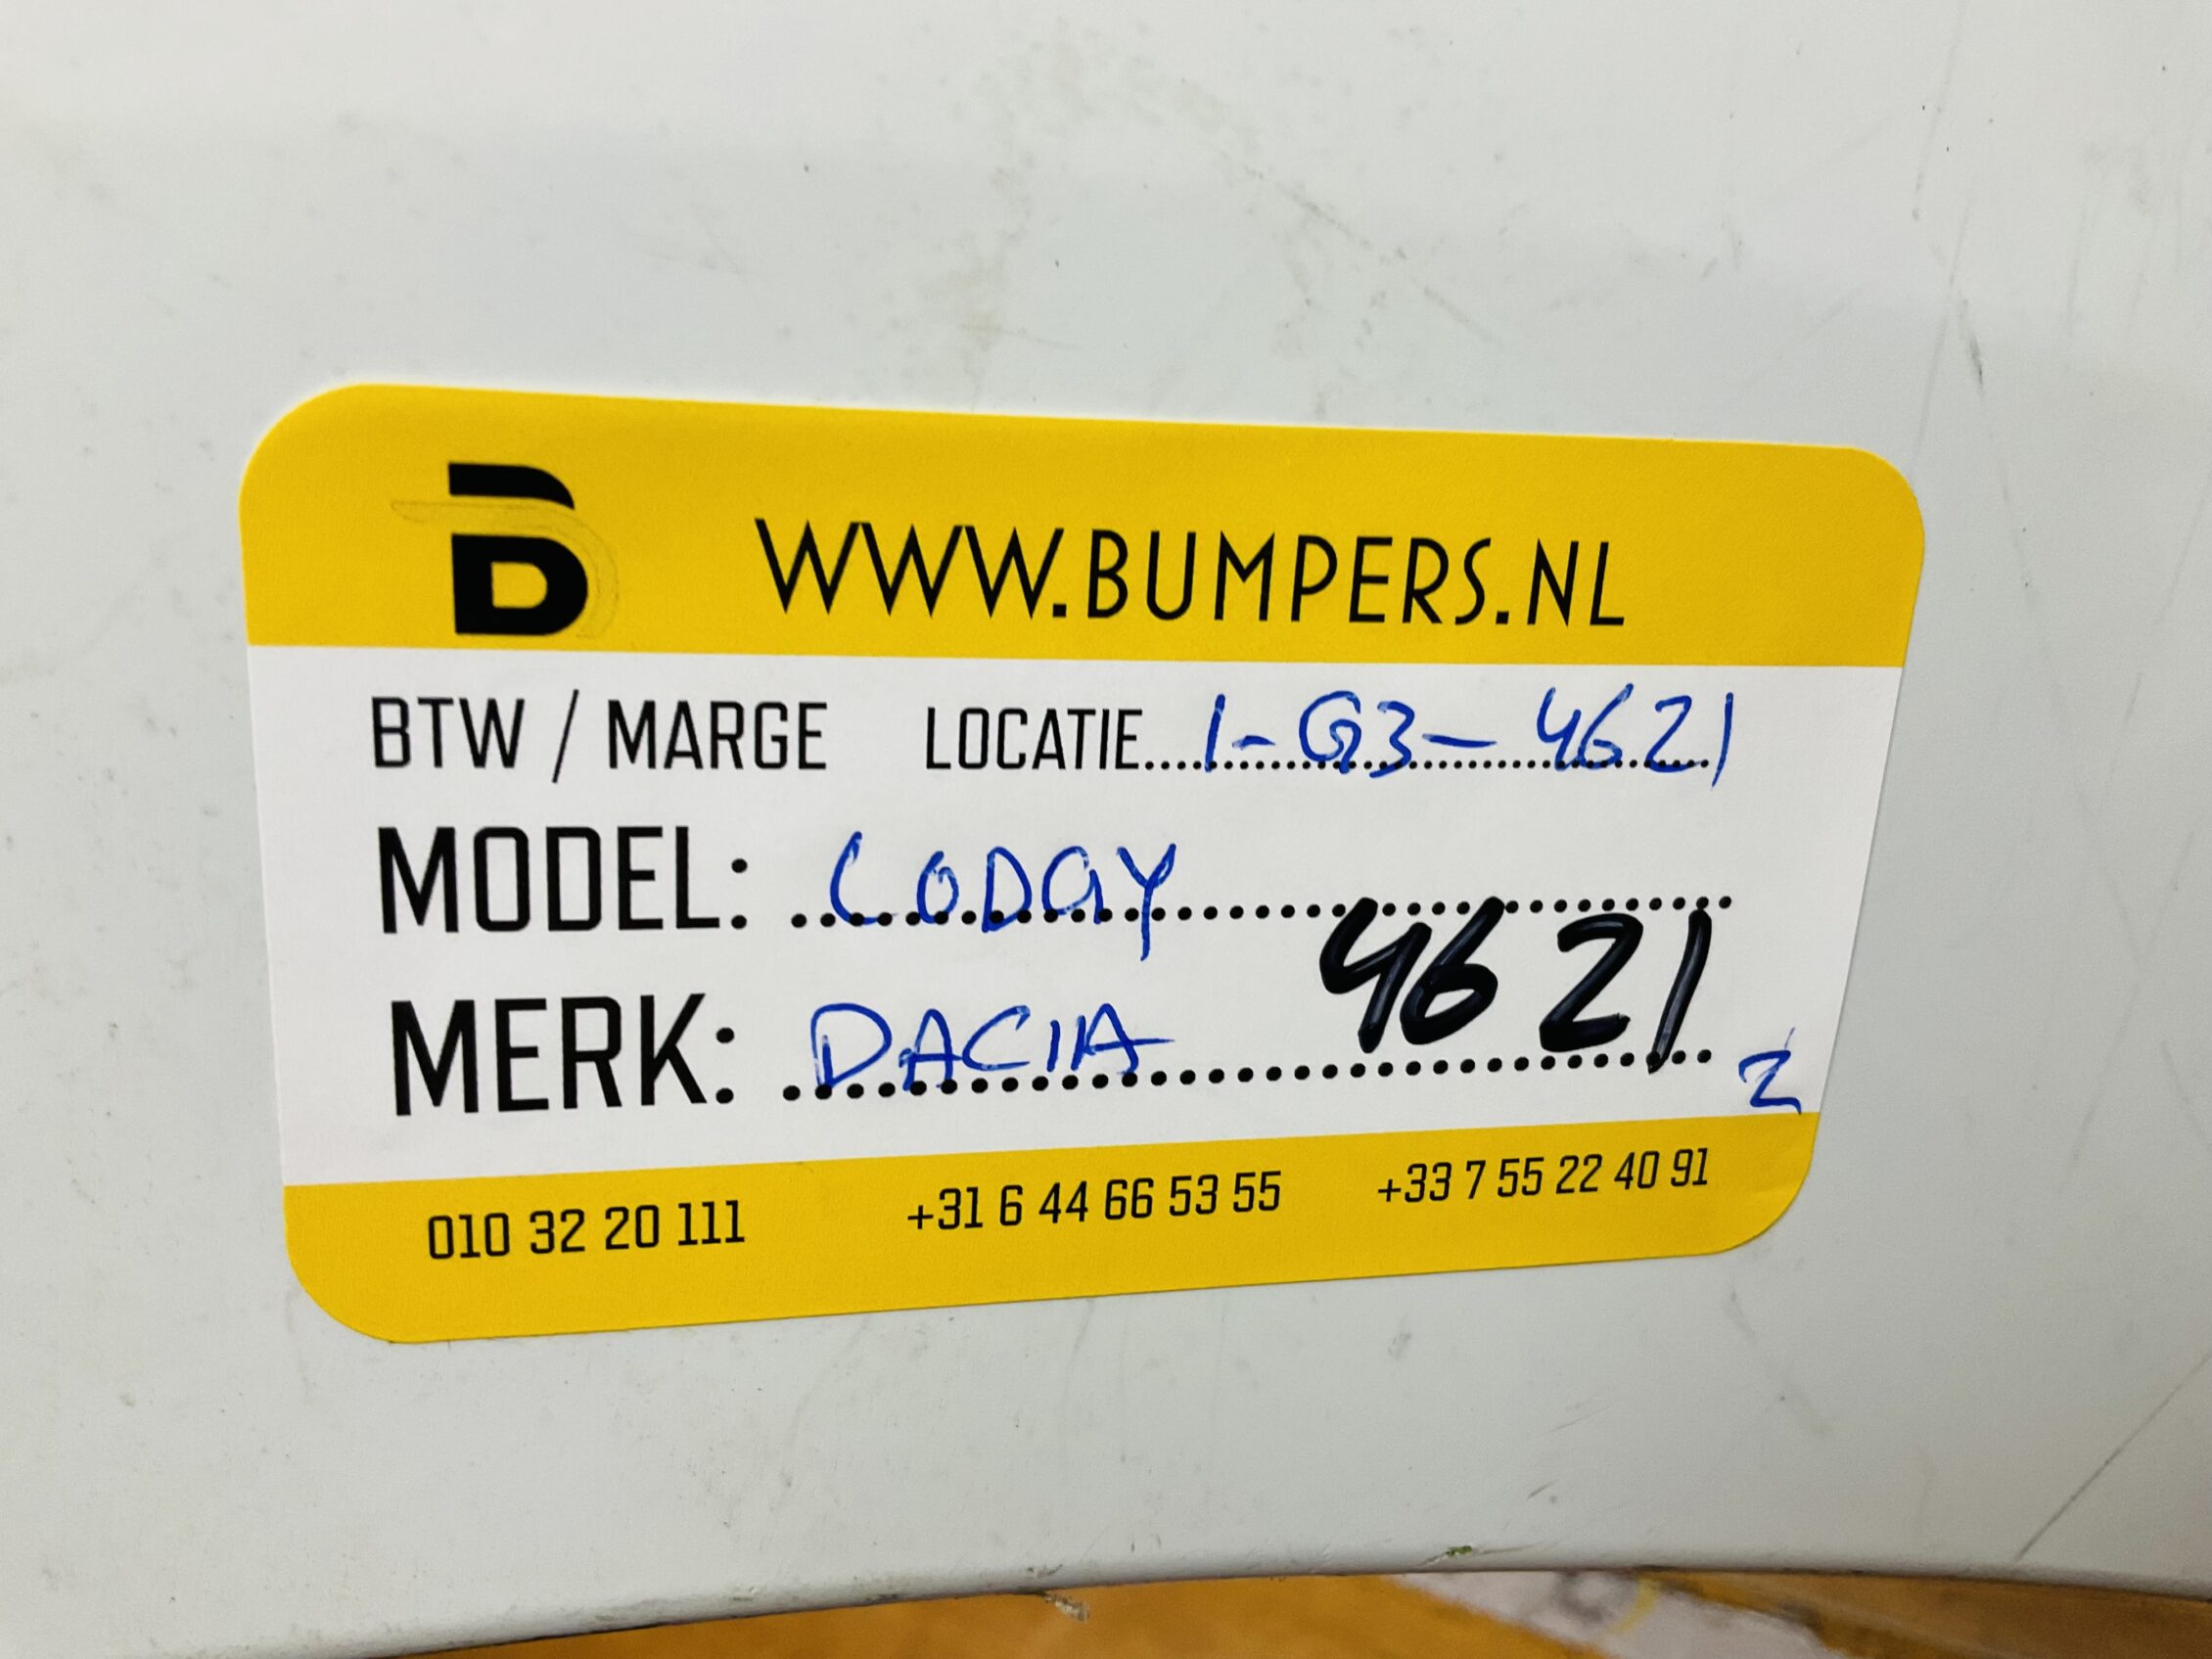 B WWW.BUMPERS.NL
BTW / MARGE LOCATIE....1-G3-4621
MODEL: LODGY
4621
MERK: DACIA
2
010 32 20 111 +31 6 44 66 53 55 +33 7 55 22 40 91